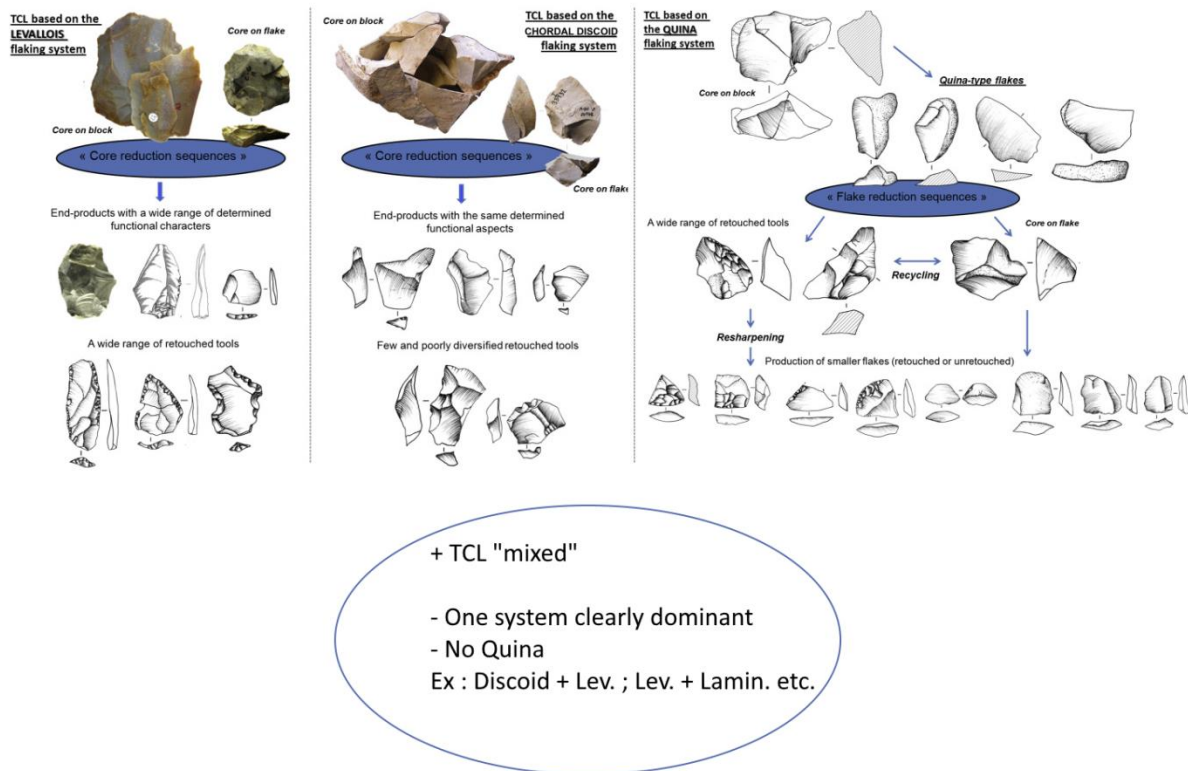 TCL based on the
LEVALLOIS
flaking system
Core on flake
Core on block
« Core reduction sequences »
End-products with a wide range of determined
functional characters
A wide range of retouched tools
TCL based on the
CHORDAL DISCOID
flaking system
Core on block
« Core reduction sequences »
Core on flake
End-products with the same determined
functional aspects
Few and poorly diversified retouched tools
TCL based on
the QUINA
flaking system
Core on block
Quina-type flakes
« Flake reduction sequences »
A wide range of retouched tools
Core on flake
Recycling
Resharpening
Production of smaller flakes (retouched or unretouched)
+ TCL "mixed"
- One system clearly dominant
- No Quina
Ex : Discoid + Lev. ; Lev. + Lamin. etc.